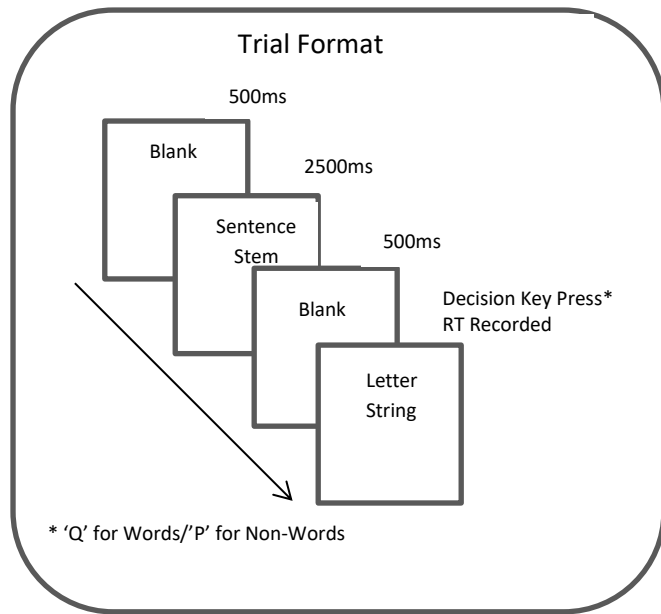 Trial Format
500ms
Blank
2500ms
Sentence
Stem
500ms
Blank
Decision Key Press*
RT Recorded
Letter
String
* ‘Q’ for Words/’P’ for Non-Words